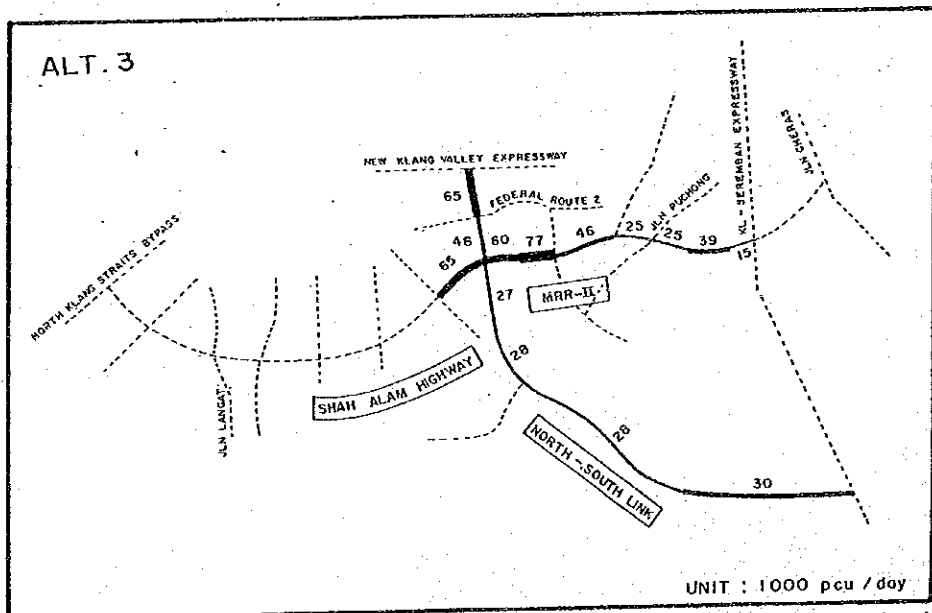 ALT. 3
NEW KLANG VALLEY EXPRESSWAY
65
FEDERAL ROUTE 2
46
60
77
46
25
JLN PUCHONG
25
39
15
KL - SEREMBAN EXPRESSWAY
JLN CHERAS
NORTH KLANG STRAITS BYPASS
65
27
MRR-II
28
SHAH ALAM HIGHWAY
JLN LANGAT
28
NORTH - SOUTH LINK
30
UNIT : 1000 pcu / day